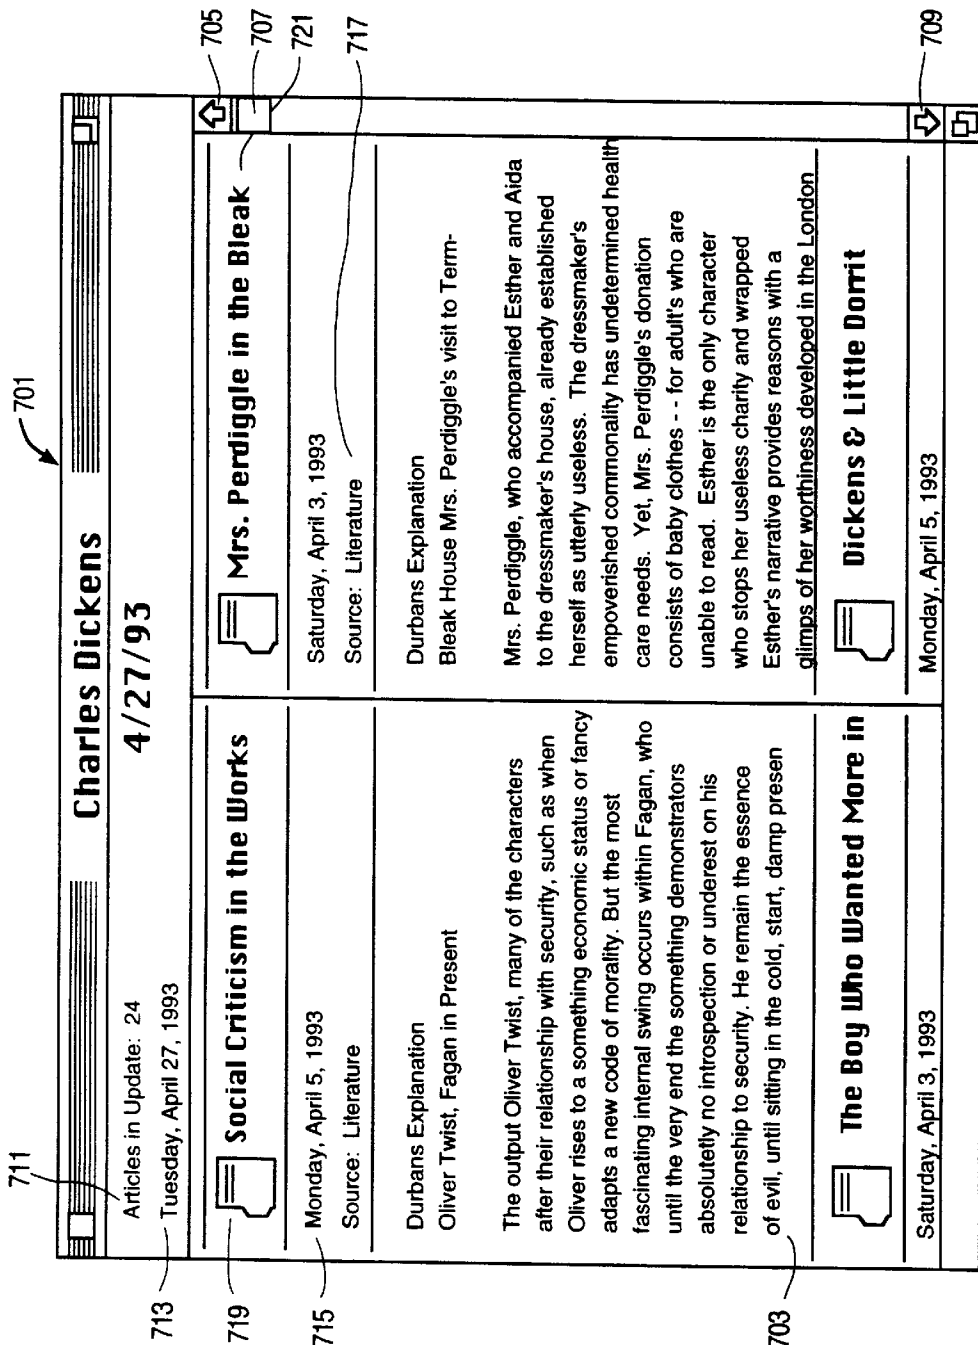 701
Charles Dickens
4/27/93
711
Articles in Update: 24
713
Tuesday, April 27, 1993
705
707
721
717
709
719
Social Criticism in the Works
715
Monday, April 5, 1993
Source: Literature
Durbans Explanation
Oliver Twist, Fagan in Present
The output Oliver Twist, many of the characters
after their relationship with security, such as when
Oliver rises to a something economic status or fancy
adapts a new code of morality. But the most
fascinating internal swing occurs within Fagan, who
until the very end the something demonstrators
absolutely no introspection or underest on his
relationship to security. He remain the essence
of evil, until sitting in the cold, start, damp presen
703
The Boy Who Wanted More in
Saturday, April 3, 1993
Mrs. Perdiggle in the Bleak
Saturday, April 3, 1993
Source: Literature
Durbans Explanation
Bleak House Mrs. Perdiggle's visit to Term-
Mrs. Perdiggle, who accompanied Esther and Aida
to the dressmaker's house, already established
herself as utterly useless. The dressmaker's
empoverished commonality has undetermined health
care needs. Yet, Mrs. Perdiggle's donation
consists of baby clothes - - for adult's who are
unable to read. Esther is the only character
who stops her useless charity and wrapped
Esther's narrative provides reasons with a
glimps of her worthiness developed in the London
Dickens & Little Dorrit
Monday, April 5, 1993